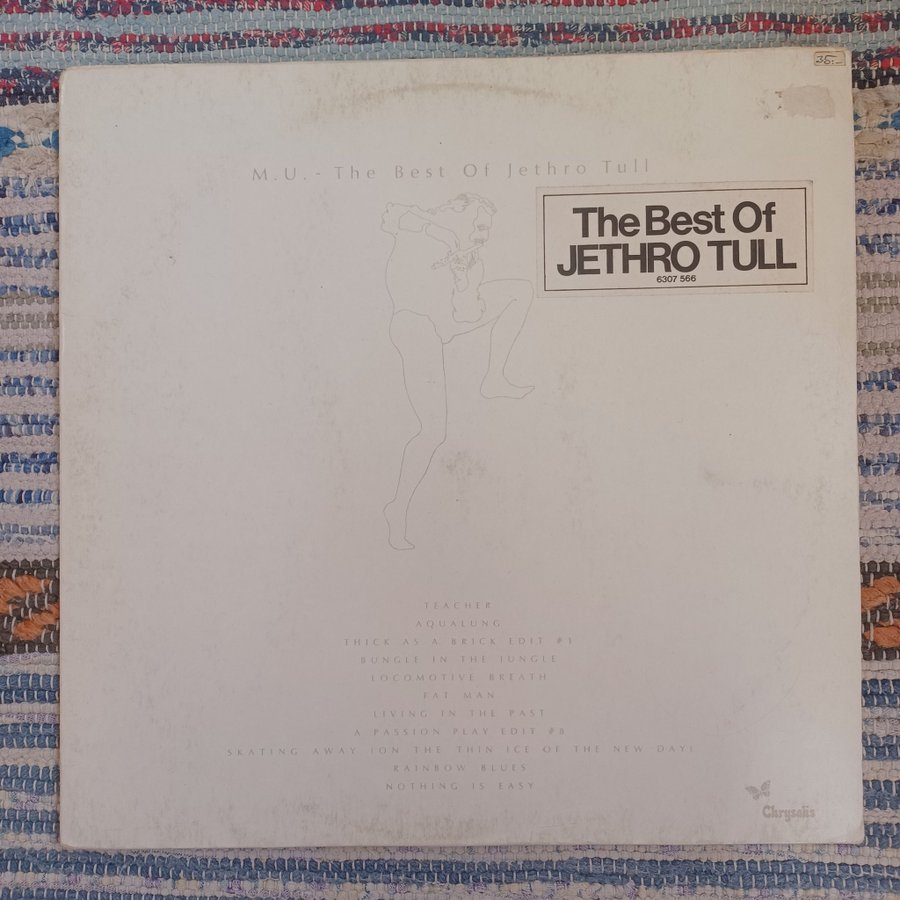 35.-
M.U. - The Best Of Jethro Tull
The Best Of
JETHRO TULL
6307 566
TEACHER
AQUALUNG
THICK AS A BRICK EDIT #1
BUNGLE IN THE JUNGLE
LOCOMOTIVE BREATH
FAT MAN
LIVING IN THE PAST
A PASSION PLAY EDIT #8
SKATING AWAY (ON THE THIN ICE OF THE NEW DAY)
RAINBOW BLUES
NOTHING IS EASY
Chrysalis